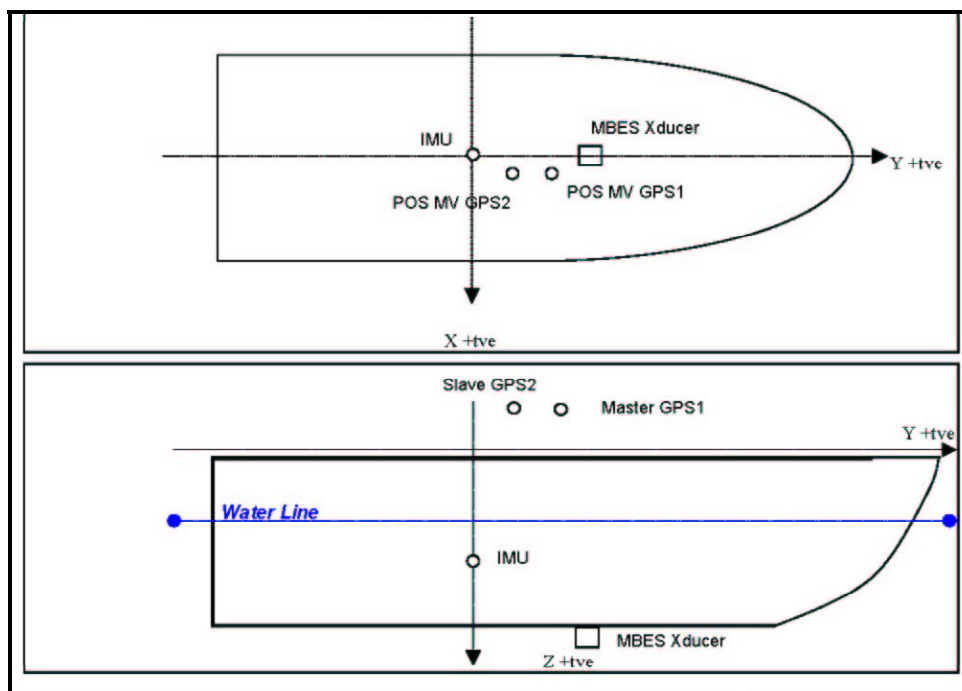 IMU
MBES Xducer
Y +tve
POS MV GPS2
POS MV GPS1
X +tve
Slave GPS2
Master GPS1
Y +tve
Water Line
IMU
MBES Xducer
Z +tve